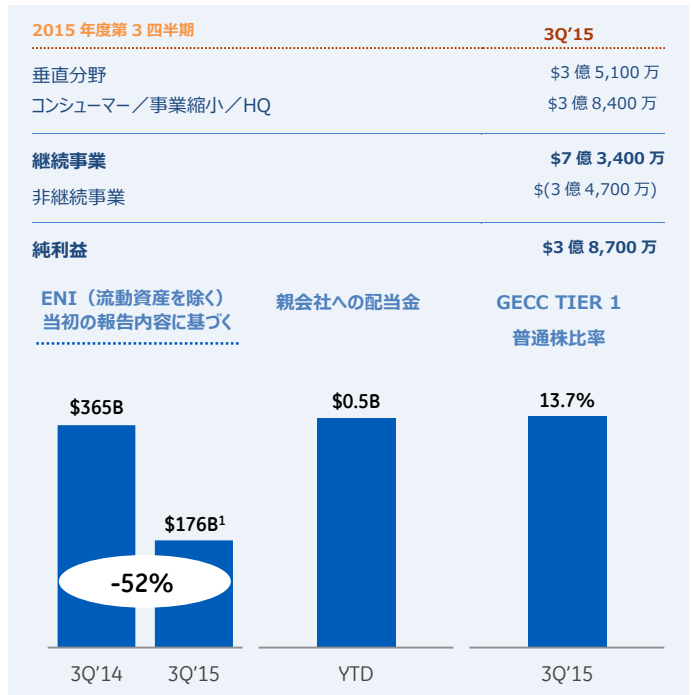 2015 年度第 3 四半期 3Q'15
垂直分野 $3 億 5,100 万
コンシューマー／事業縮小／HQ $3 億 8,400 万
継続事業 $7 億 3,400 万
非継続事業 $(3 億 4,700 万)
純利益 $3 億 8,700 万
ENI（流動資産を除く）
当初の報告内容に基づく
親会社への配当金
GECC TIER 1
普通株比率
$365B
$176B¹
-52%
3Q'14 3Q'15
$0.5B
YTD
13.7%
3Q'15